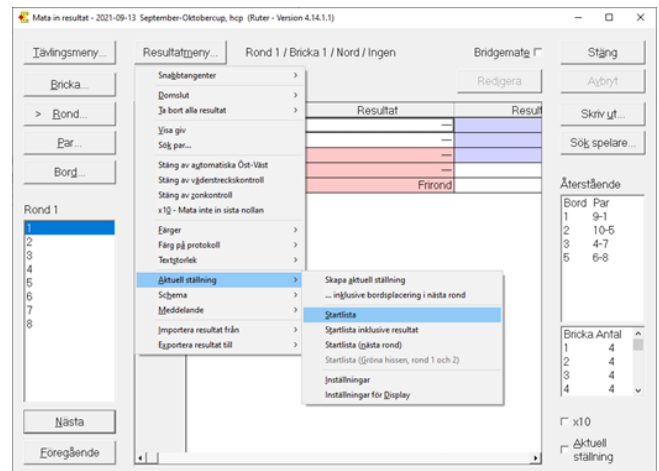 Mata in resultat - 2021-09-13 September-Oktobercup, hcp (Ruter - Version 4.14.1.1)
Tävlingsmeny...
Resultatmeny...
Rond 1 / Bricka 1 / Nord / Ingen
Bridgemate
Stäng
Bricka...
Redigera
Avbryt
> Rond...
Resultat
Result
Skriv ut...
Par...
Sök spelare...
Bord...
Frirond
Snabbtangenter
Domslut
Ta bort alla resultat
Visa giv
Sök par...
Stäng av automatiska Öst-Väst
Stäng av väderstreckskontroll
Stäng av zonkontroll
x10 - Mata inte in sista nollan
Färger
Färg på protokoll
Textstorlek
Aktuell ställning
Schema
Meddelande
Importera resultat från
Exportera resultat till
Skapa aktuell ställning
... inklusive bordsplacering i nästa rond
Startlista
Startlista inklusive resultat
Startlista (nästa rond)
Startlista (Gröna hissen, rond 1 och 2)
Inställningar
Inställningar för Display
Rond 1
1
2
3
4
5
6
7
8
Nästa
Föregående
Återstående
Bord Par
1 9-1
2 10-5
3 4-7
5 6-8
Bricka Antal
1 4
2 4
3 4
4 4
x10
Aktuell
ställning